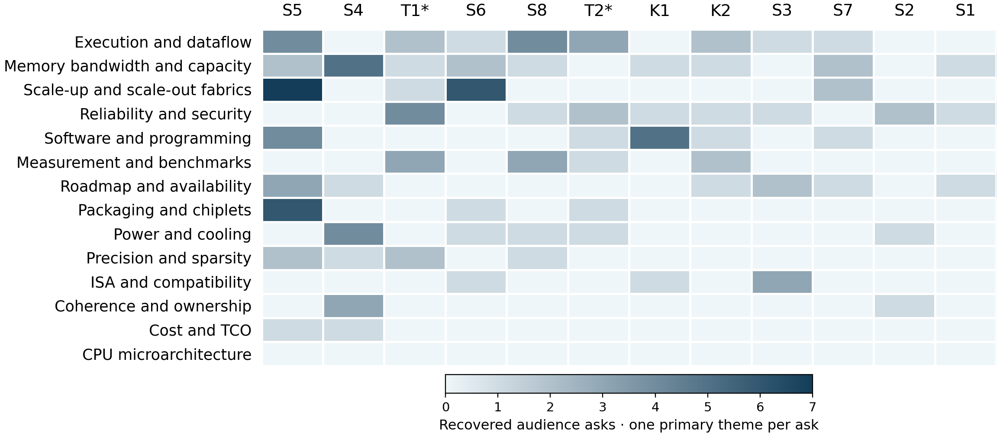 S5 S4 T1* S6 S8 T2* K1 K2 S3 S7 S2 S1
Execution and dataflow
Memory bandwidth and capacity
Scale-up and scale-out fabrics
Reliability and security
Software and programming
Measurement and benchmarks
Roadmap and availability
Packaging and chiplets
Power and cooling
Precision and sparsity
ISA and compatibility
Coherence and ownership
Cost and TCO
CPU microarchitecture
0 1 2 3 4 5 6 7
Recovered audience asks · one primary theme per ask